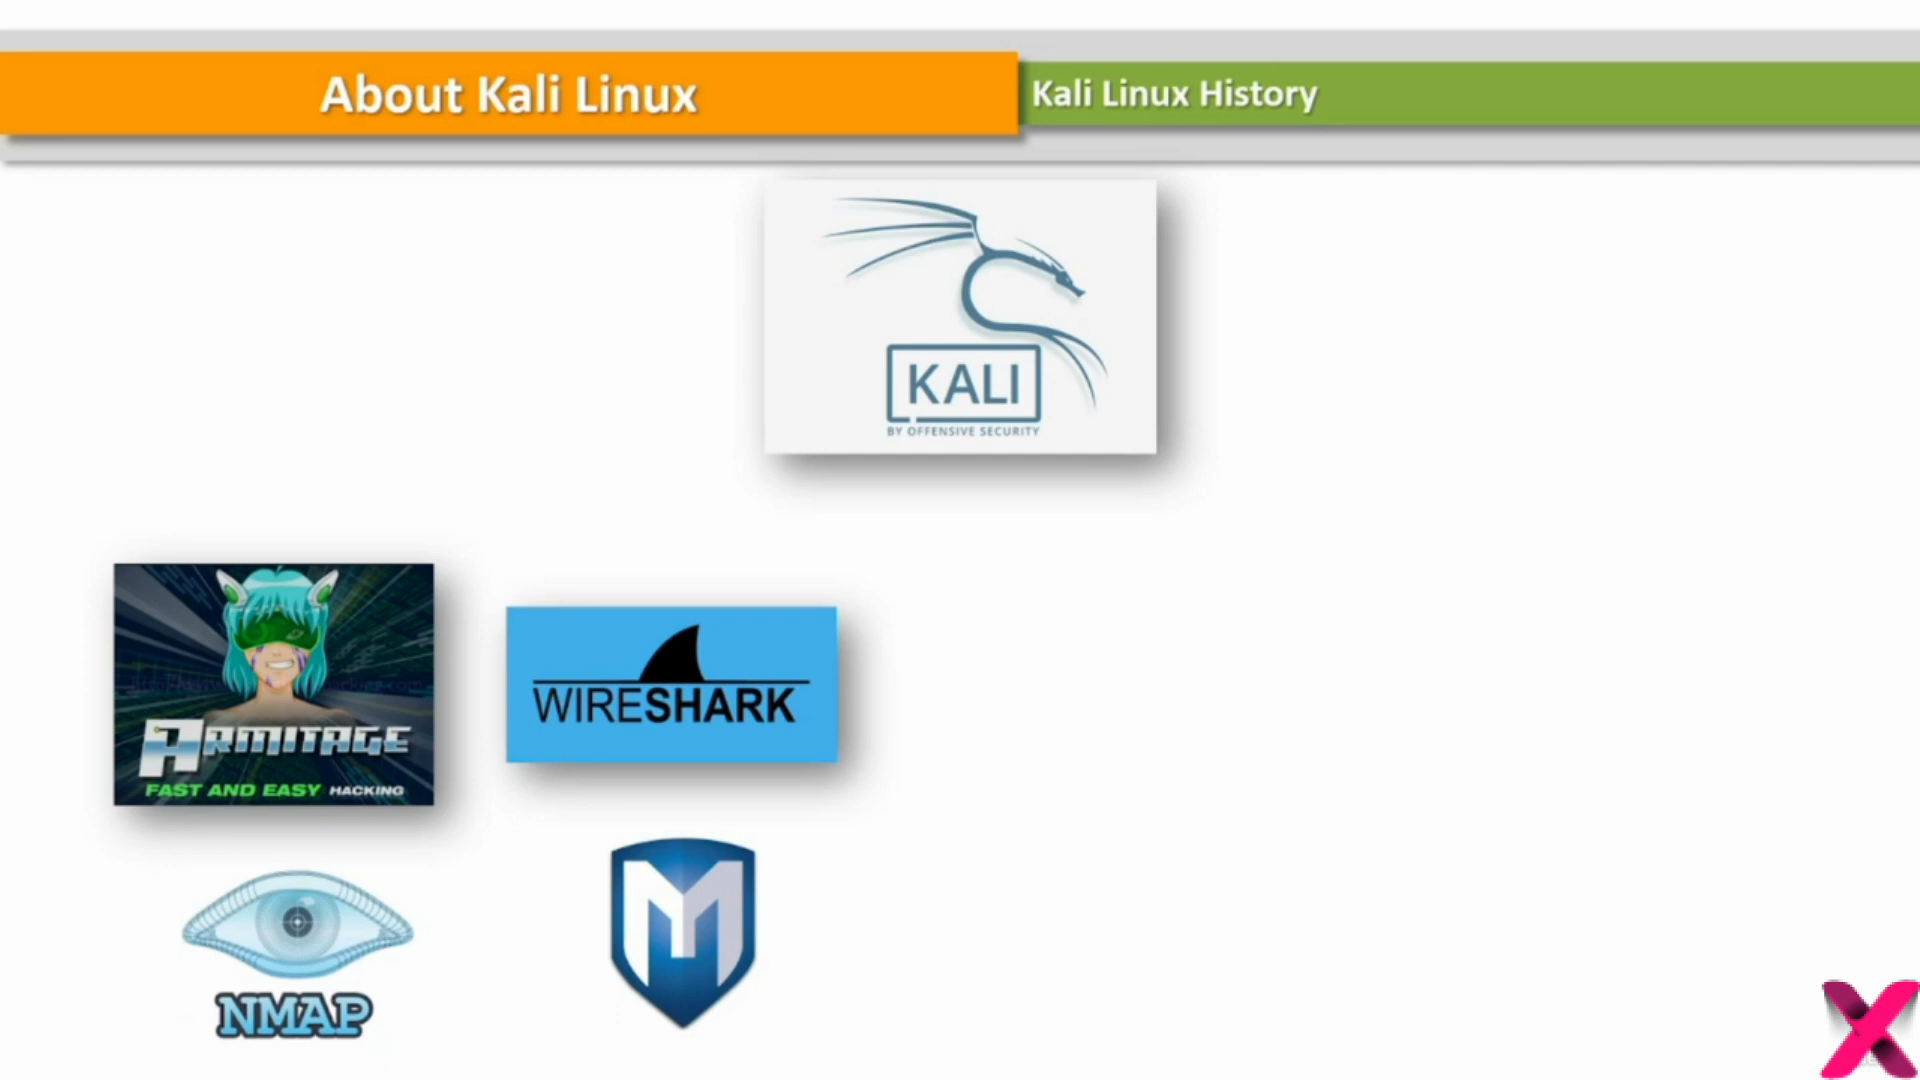 About Kali Linux
Kali Linux History
KALI
BY OFFENSIVE SECURITY
ARMITAGE
FAST AND EASY HACKING
WIRESHARK
NMAP